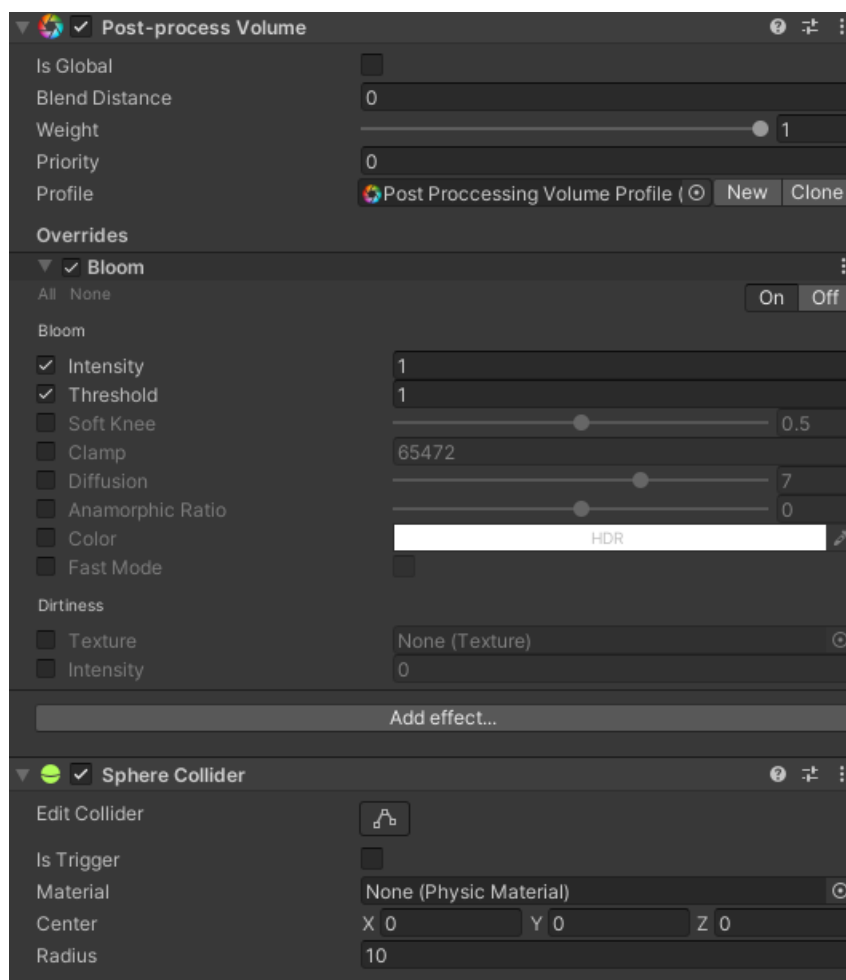 Post-process Volume
Is Global
Blend Distance 0
Weight 1
Priority 0
Profile Post Proccessing Volume Profile ( New Clone
Overrides
Bloom
All None On Off
Bloom
Intensity 1
Threshold 1
Soft Knee 0.5
Clamp 65472
Diffusion 7
Anamorphic Ratio 0
Color HDR
Fast Mode
Dirtiness
Texture None (Texture)
Intensity 0
Add effect...
Sphere Collider
Edit Collider
Is Trigger
Material None (Physic Material)
Center X 0 Y 0 Z 0
Radius 10